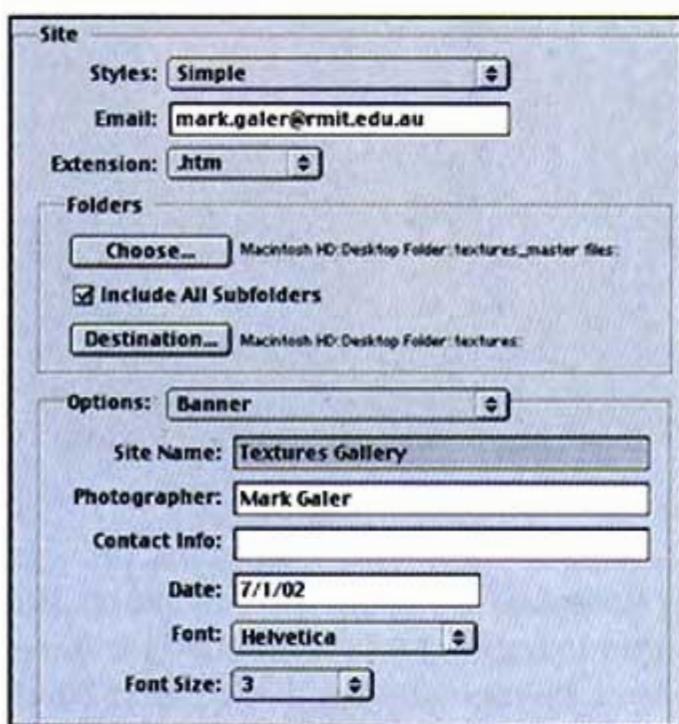 Site
Styles: Simple
Email: mark.galer@rmit.edu.au
Extension: .htm
Folders
Choose... Macintosh HD:Desktop Folder:textures_master files:
Include All Subfolders
Destination... Macintosh HD:Desktop Folder:textures:
Options: Banner
Site Name: Textures Gallery
Photographer: Mark Galer
Contact Info:
Date: 7/1/02
Font: Helvetica
Font Size: 3